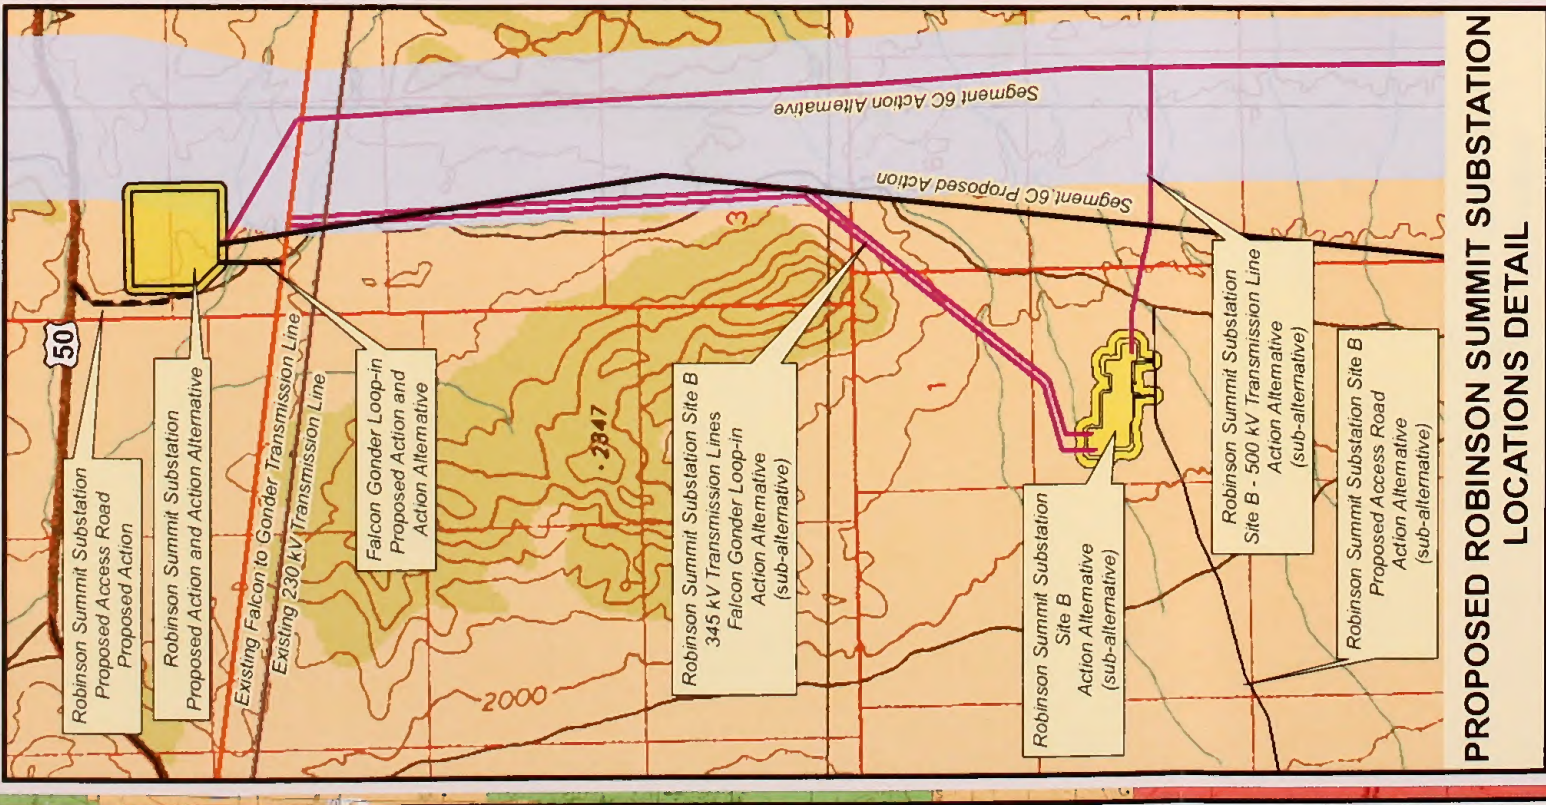 50
Robinson Summit Substation
Proposed Access Road
Proposed Action
Robinson Summit Substation
Proposed Action and Action Alternative
Existing Falcon to Gonder Transmission Line
Existing 230 kV Transmission Line
Falcon Gonder Loop-in
Proposed Action and
Action Alternative
2847
2000
3
1
Segment 6C Action Alternative
Segment 6C Proposed Action
Robinson Summit Substation Site B
345 kV Transmission Lines
Falcon Gonder Loop-in
Action Alternative
(sub-alternative)
Robinson Summit Substation
Site B
Action Alternative
(sub-alternative)
Robinson Summit Substation
Site B - 500 kV Transmission Line
Action Alternative
(sub-alternative)
Robinson Summit Substation Site B
Proposed Access Road
Action Alternative
(sub-alternative)
PROPOSED ROBINSON SUMMIT SUBSTATION
LOCATIONS DETAIL